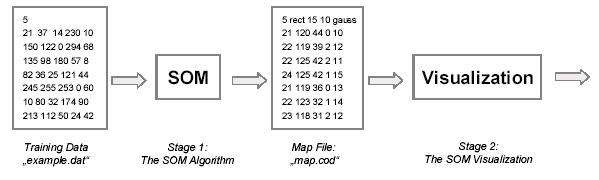 5
21 37 14 230 10
150 122 0 294 68
135 98 180 57 8
82 36 25 121 44
245 255 253 0 60
10 80 32 174 90
213 112 50 24 42
Training Data
„example.dat“
SOM
Stage 1:
The SOM Algorithm
5 rect 15 10 gauss
21 120 44 0 10
22 119 39 2 12
22 125 42 2 11
24 125 42 1 15
21 119 36 0 13
22 123 32 1 14
23 118 31 2 12
Map File:
„map.cod“
Visualization
Stage 2:
The SOM Visualization